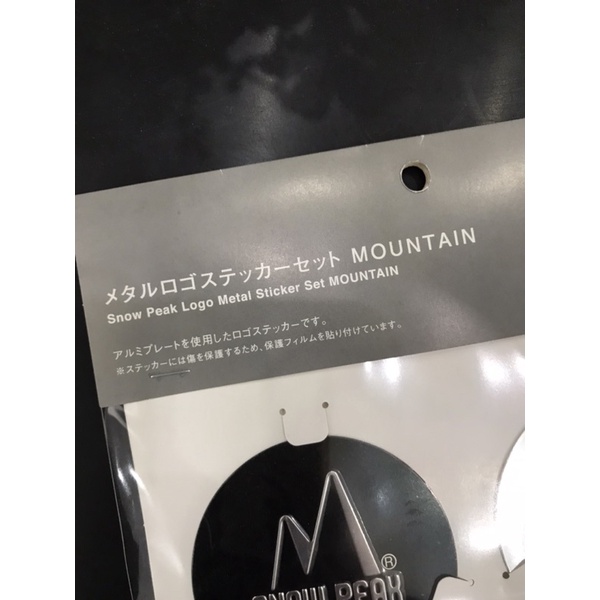 メタルロゴステッカーセット MOUNTAIN
Snow Peak Logo Metal Sticker Set MOUNTAIN
アルミプレートを使用したロゴステッカーです。
※ステッカーには傷を保護するため、保護フィルムを貼り付けています。
®
SNOW PEAK